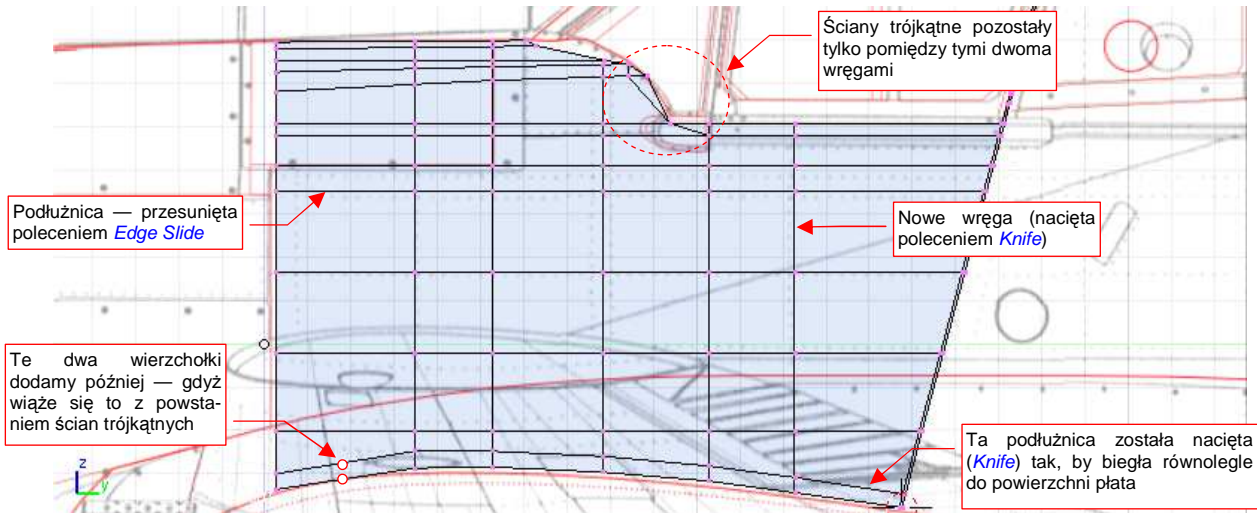 Ściany trójkątne pozostały
tylko pomiędzy tymi dwoma
wręgami
Podłużnica — przesunięta
poleceniem Edge Slide
Nowe wręga (nacięta
poleceniem Knife)
Te dwa wierzchołki
dodamy później — gdyż
wiąże się to z powsta-
niem ścian trójkątnych
Ta podłużnica została nacięta
(Knife) tak, by biegła równolegle
do powierzchni płata
z
y